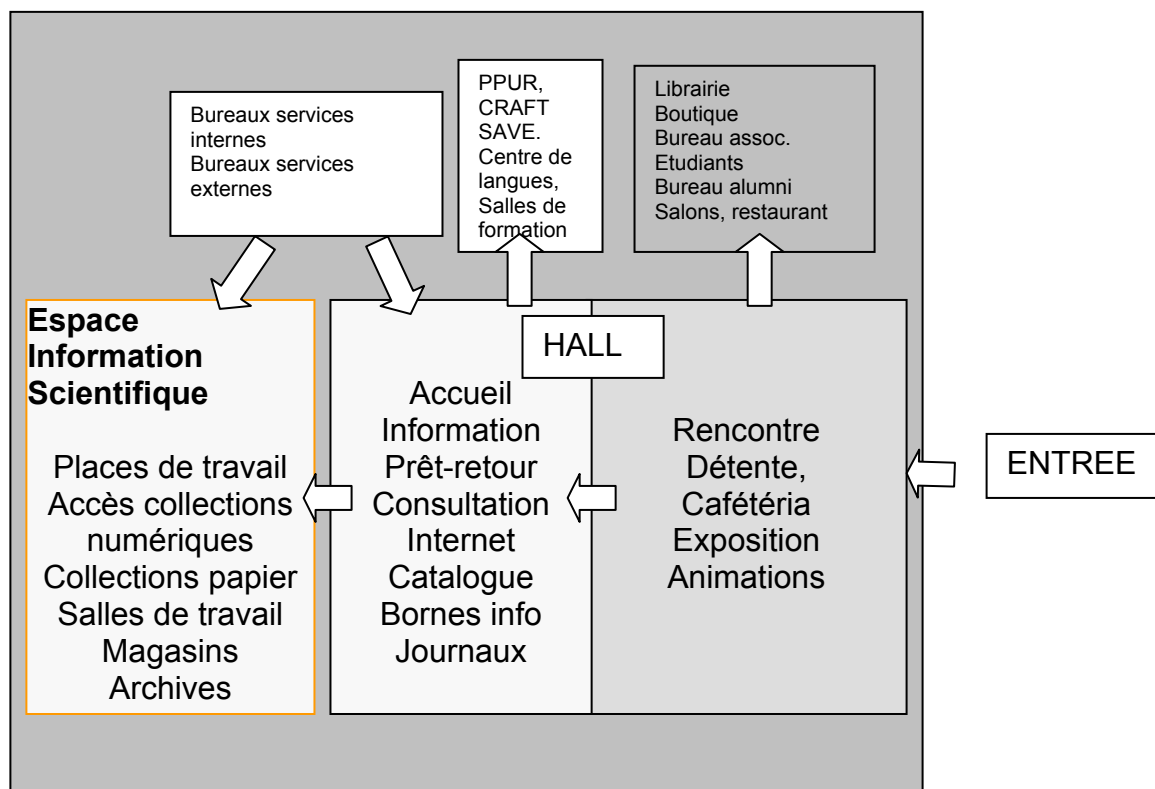 Bureaux services
internes
Bureaux services
externes
PPUR,
CRAFT
SAVE.
Centre de
langues,
Salles de
formation
Librairie
Boutique
Bureau assoc.
Etudiants
Bureau alumni
Salons, restaurant
Espace
Information
Scientifique
Places de travail
Accès collections
numériques
Collections papier
Salles de travail
Magasins
Archives
HALL
Accueil
Information
Prêt-retour
Consultation
Internet
Catalogue
Bornes info
Journaux
Rencontre
Détente,
Cafétéria
Exposition
Animations
ENTREE